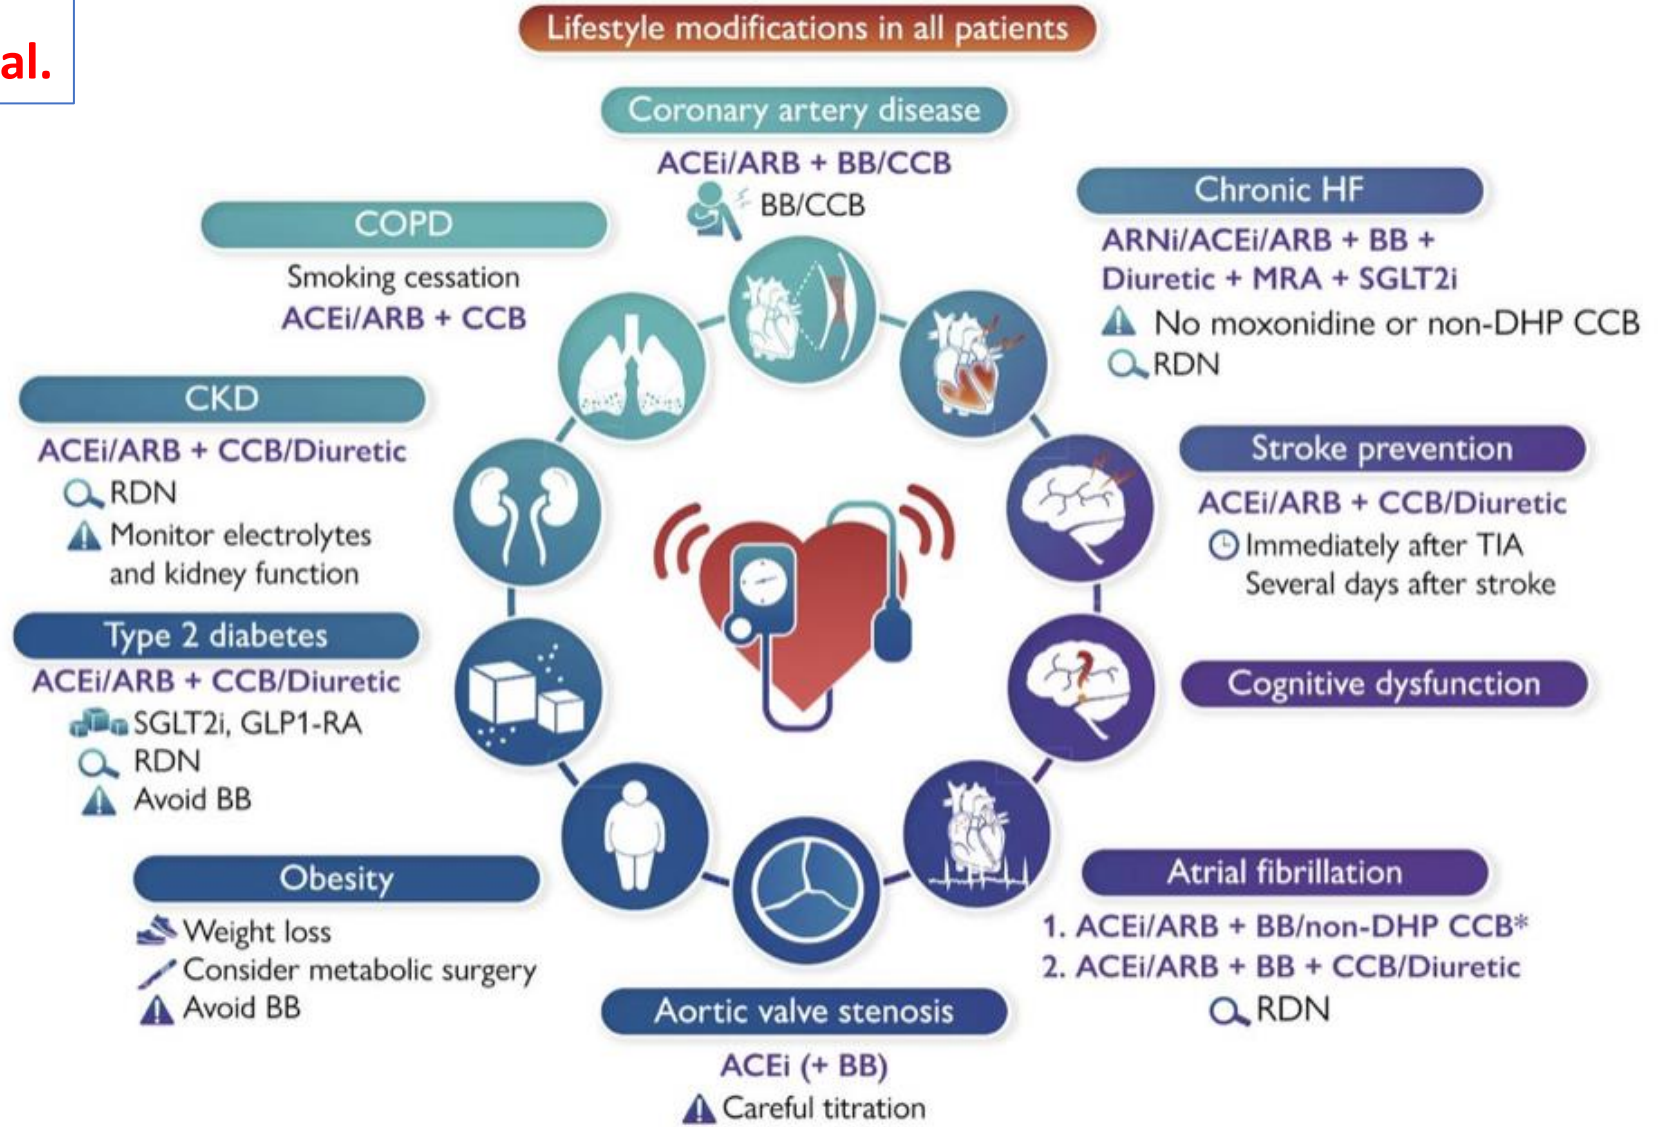 al.
Lifestyle modifications in all patients
Coronary artery disease
ACEi/ARB + BB/CCB
BB/CCB
Chronic HF
ARNi/ACEi/ARB + BB +
Diuretic + MRA + SGLT2i
No moxonidine or non-DHP CCB
RDN
Stroke prevention
ACEi/ARB + CCB/Diuretic
Immediately after TIA
Several days after stroke
Cognitive dysfunction
Atrial fibrillation
1. ACEi/ARB + BB/non-DHP CCB*
2. ACEi/ARB + BB + CCB/Diuretic
RDN
Aortic valve stenosis
ACEi (+ BB)
Careful titration
Obesity
Weight loss
Consider metabolic surgery
Avoid BB
Type 2 diabetes
ACEi/ARB + CCB/Diuretic
SGLT2i, GLP1-RA
RDN
Avoid BB
CKD
ACEi/ARB + CCB/Diuretic
RDN
Monitor electrolytes
and kidney function
COPD
Smoking cessation
ACEi/ARB + CCB